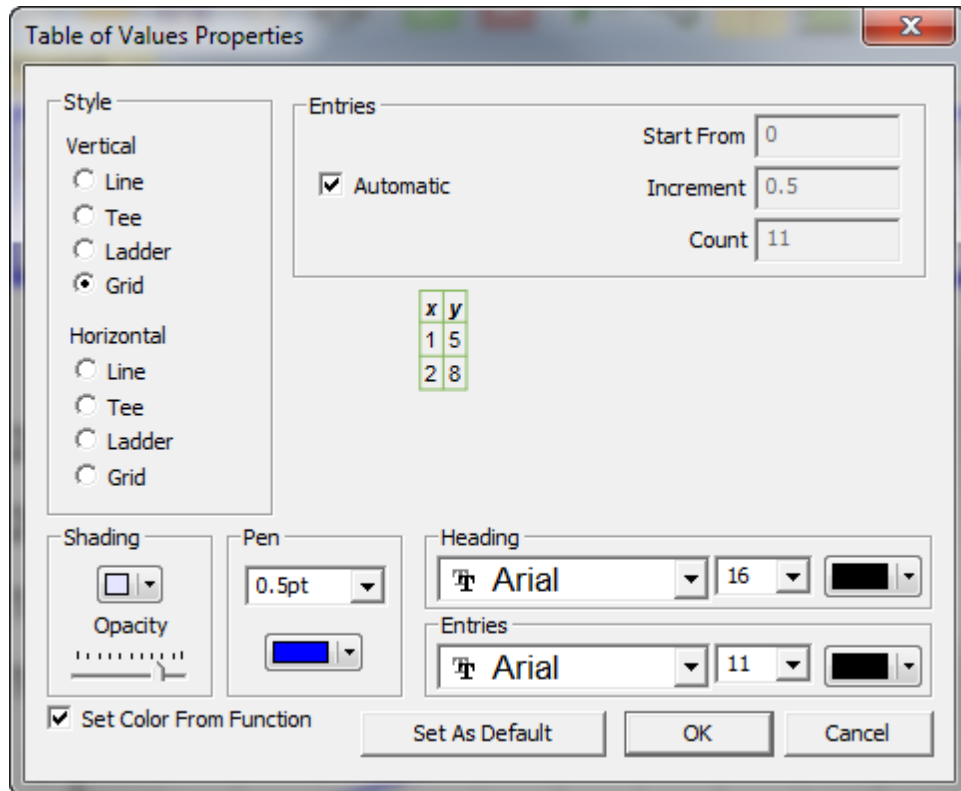 Table of Values Properties
Style
Vertical
Line
Tee
Ladder
Grid
Horizontal
Line
Tee
Ladder
Grid
Entries
Automatic
Start From 0
Increment 0.5
Count 11
x y
1 5
2 8
Shading
Opacity
Pen
0.5pt
Heading
Arial 16
Entries
Arial 11
Set Color From Function
Set As Default
OK
Cancel